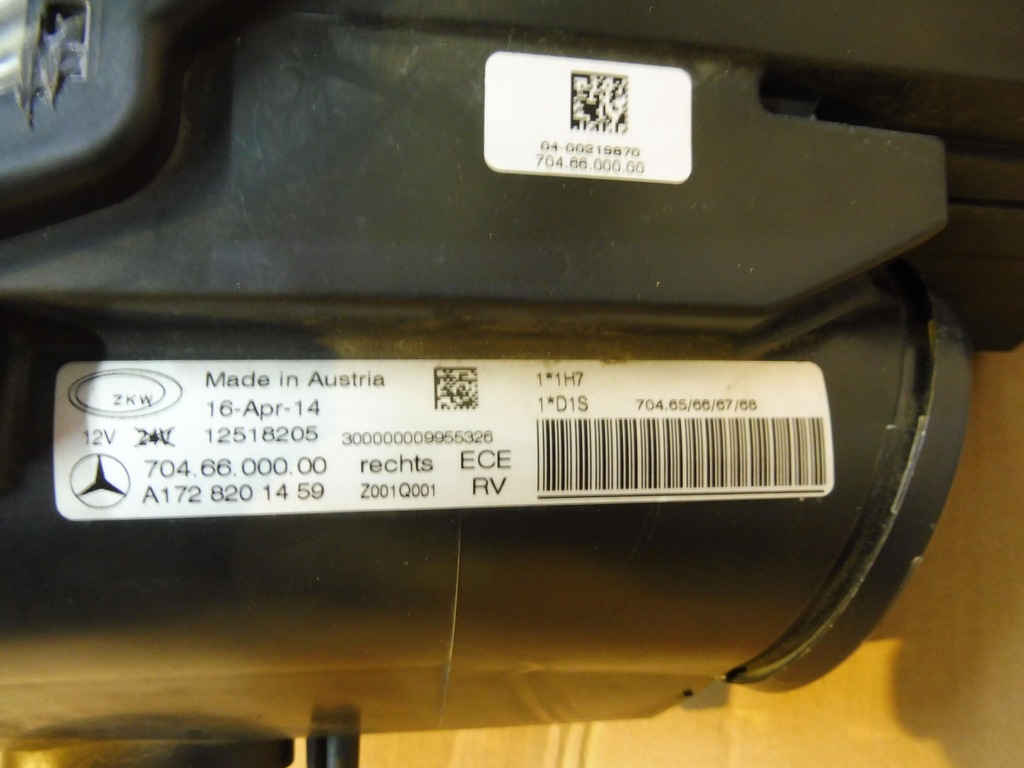 04-00215870
704.66.000.00
ZKW
Made in Austria
16-Apr-14
12V 24V 12518205
300000009955326
704.66.000.00 rechts ECE
A172 820 14 59 Z001Q001 RV
1*1H7
1*D1S 704.65/66/67/68